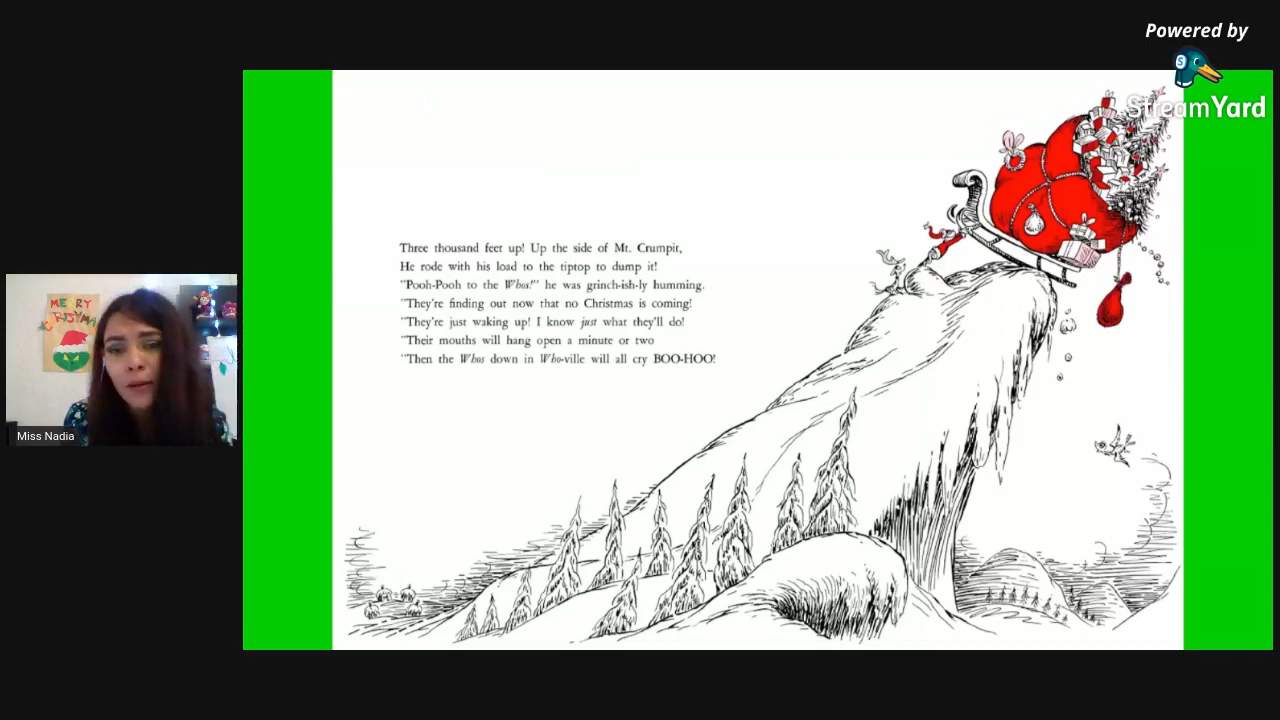 Powered by
StreamYard
Three thousand feet up! Up the side of Mt. Crumpit,
He rode with his load to the tiptop to dump it!
"Pooh-Pooh to the Whos!" he was grinch-ish-ly humming.
"They're finding out now that no Christmas is coming!
"They're just waking up! I know just what they'll do!
"Their mouths will hang open a minute or two
"Then the Whos down in Who-ville will all cry BOO-HOO!
MERRY
Miss Nadia